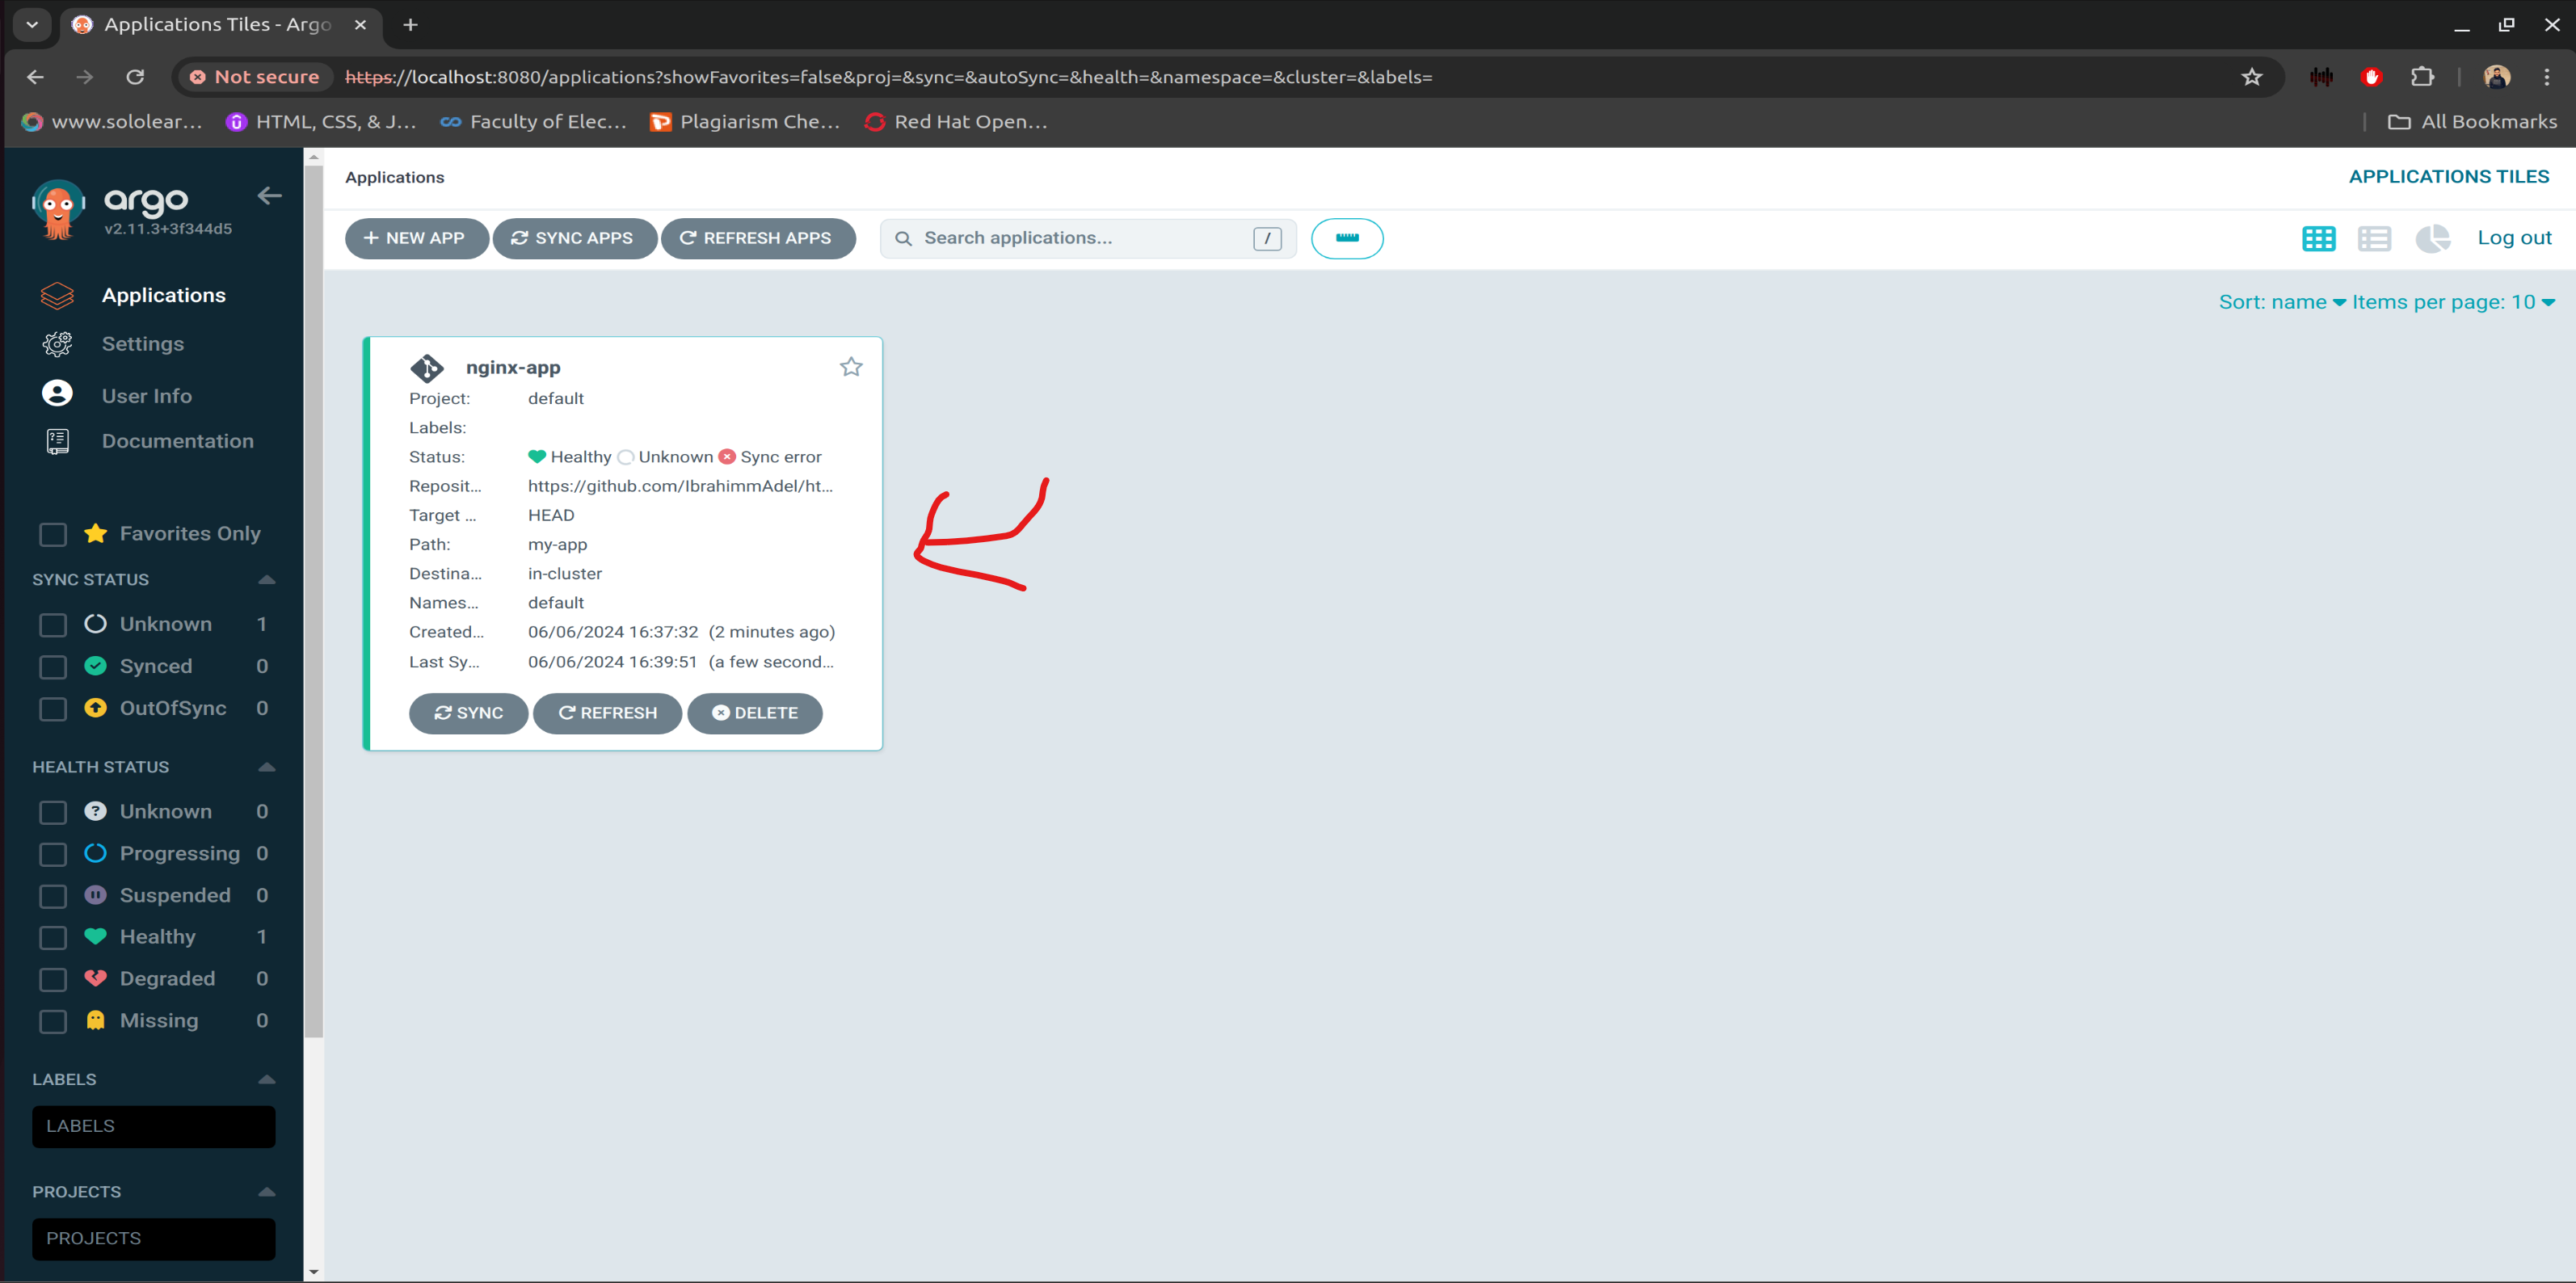 Applications Tiles - Argo
Not secure https://localhost:8080/applications?showFavorites=false&proj=&sync=&autoSync=&health=&namespace=&cluster=&labels=
www.sololear... HTML, CSS, & J... Faculty of Elec... Plagiarism Che... Red Hat Open... All Bookmarks
argo
v2.11.3+3f344d5
Applications
Settings
User Info
Documentation
Favorites Only
SYNC STATUS
Unknown 1
Synced 0
OutOfSync 0
HEALTH STATUS
Unknown 0
Progressing 0
Suspended 0
Healthy 1
Degraded 0
Missing 0
LABELS
LABELS
PROJECTS
PROJECTS
Applications APPLICATIONS TILES
+ NEW APP SYNC APPS REFRESH APPS Search applications... / Log out
Sort: name Items per page: 10
nginx-app
Project: default
Labels:
Status: Healthy Unknown Sync error
Reposit... https://github.com/IbrahimmAdel/ht...
Target ... HEAD
Path: my-app
Destina... in-cluster
Names... default
Created... 06/06/2024 16:37:32 (2 minutes ago)
Last Sy... 06/06/2024 16:39:51 (a few second...
SYNC REFRESH DELETE